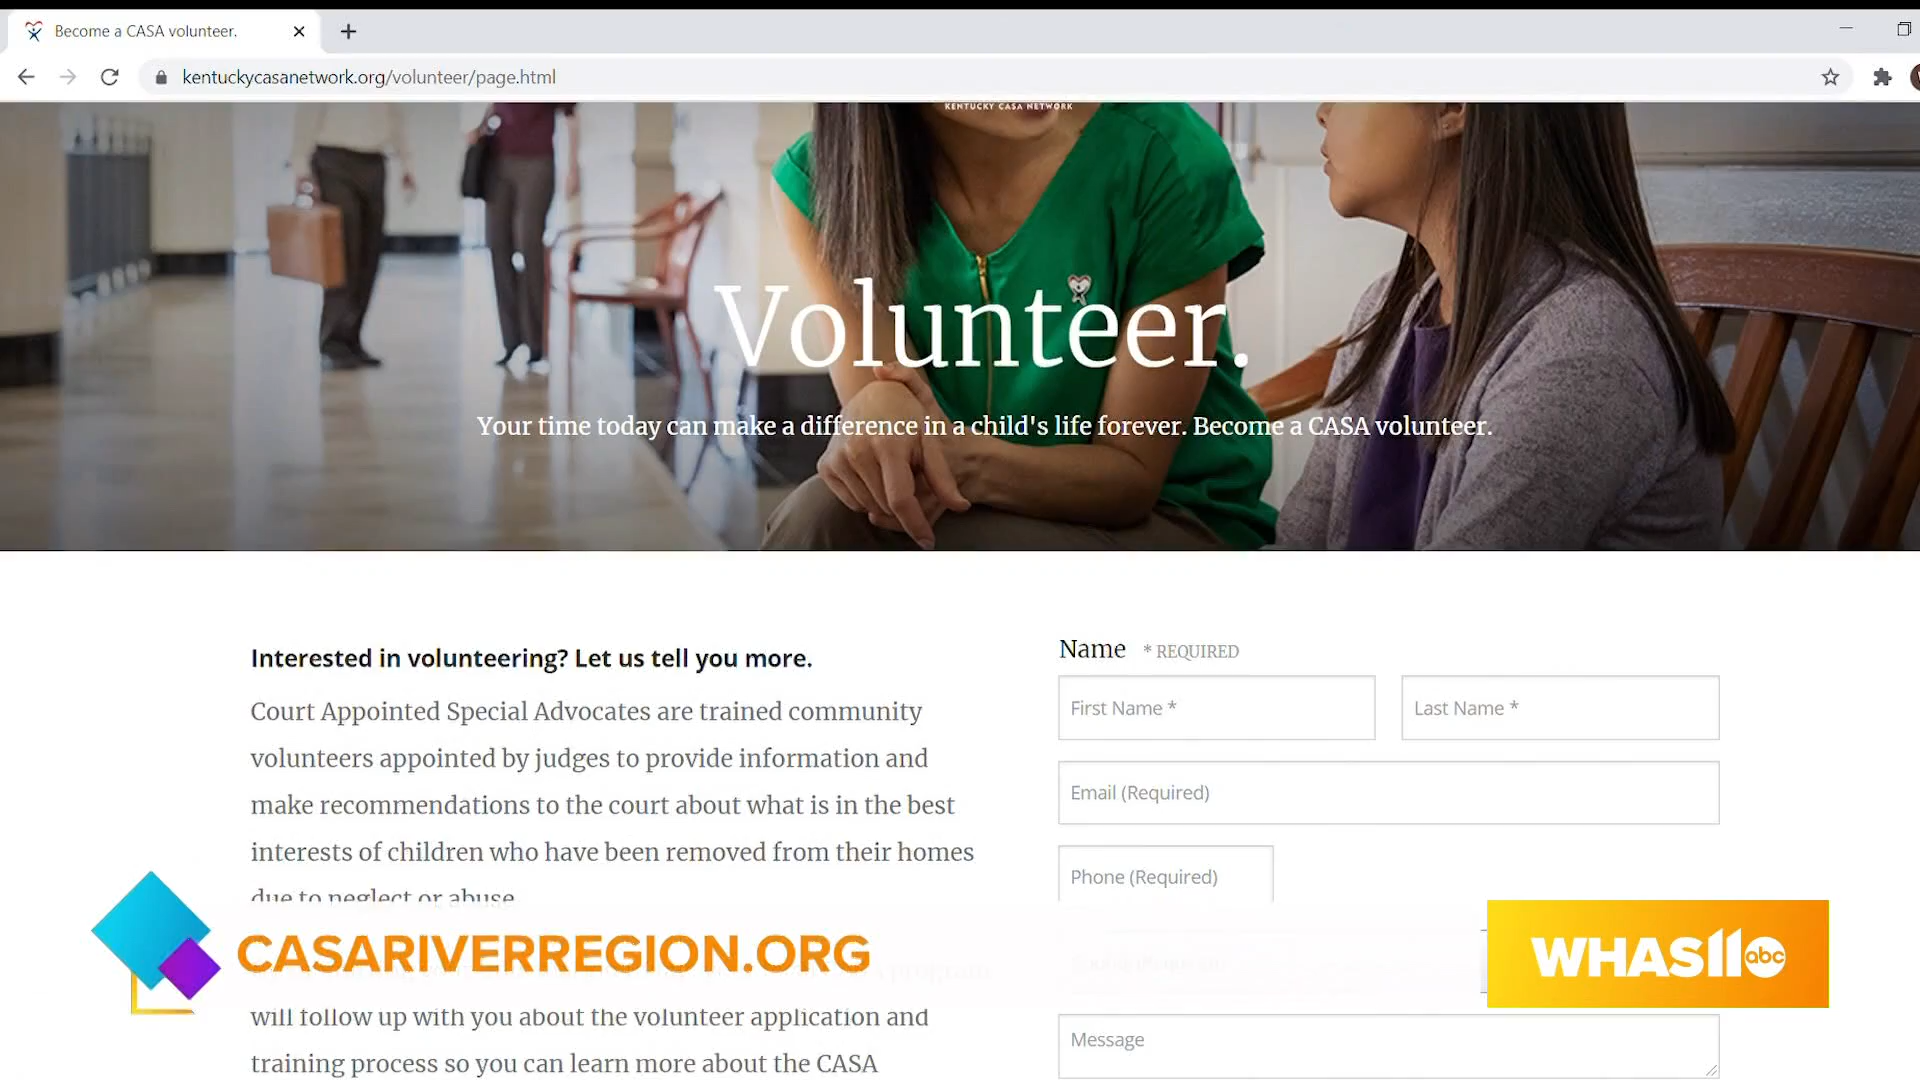 Become a CASA volunteer.
kentuckycasanetwork.org/volunteer/page.html
KENTUCKY CASA NETWORK
Volunteer.
Your time today can make a difference in a child's life forever. Become a CASA volunteer.
Interested in volunteering? Let us tell you more.
Court Appointed Special Advocates are trained community
volunteers appointed by judges to provide information and
make recommendations to the court about what is in the best
interests of children who have been removed from their homes
due to neglect or abuse.
will follow up with you about the volunteer application and
training process so you can learn more about the CASA
Name * REQUIRED
First Name *
Last Name *
Email (Required)
Phone (Required)
Message
CASARIVERREGION.ORG
WHAS11 abc